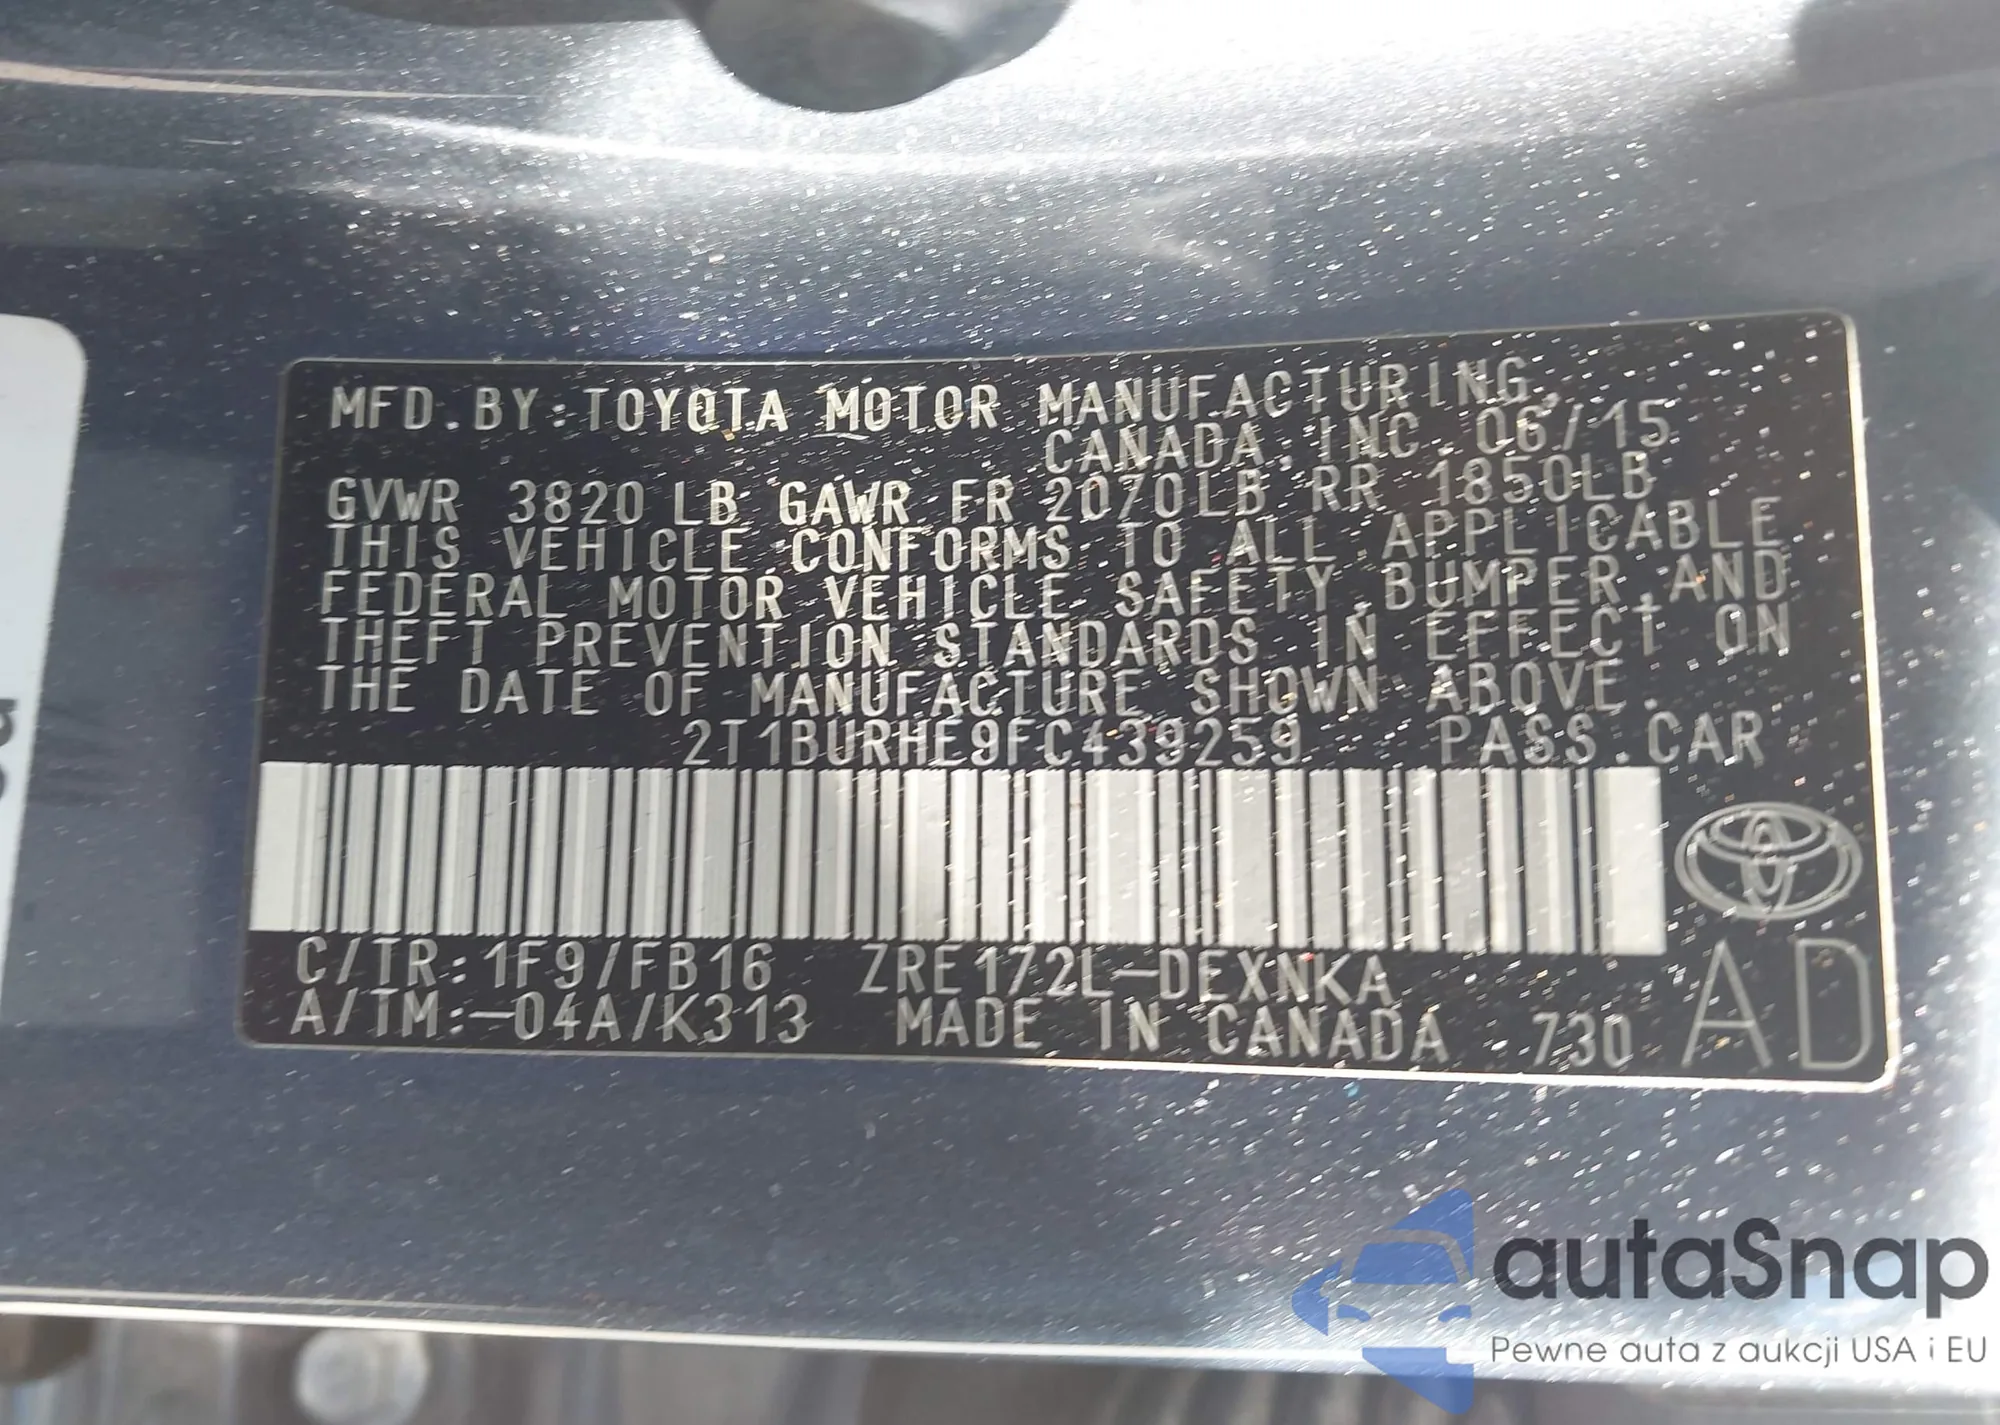 MFD.BY:TOYOTA MOTOR MANUFACTURING,
CANADA,INC. 06/15
GVWR 3820 LB GAWR FR 2070LB RR 1850LB
THIS VEHICLE CONFORMS TO ALL APPLICABLE
FEDERAL MOTOR VEHICLE SAFETY,BUMPER,AND
THEFT PREVENTION STANDARDS IN EFFECT ON
THE DATE OF MANUFACTURE SHOWN ABOVE.
2T1BURHE9FC439259 PASS.CAR
C/TR:1F9/FB16 ZRE172L-DEXNKA
A/TM:-04A/K313 MADE IN CANADA 730
AD
autaSnap
Pewne auta z aukcji USA i EU